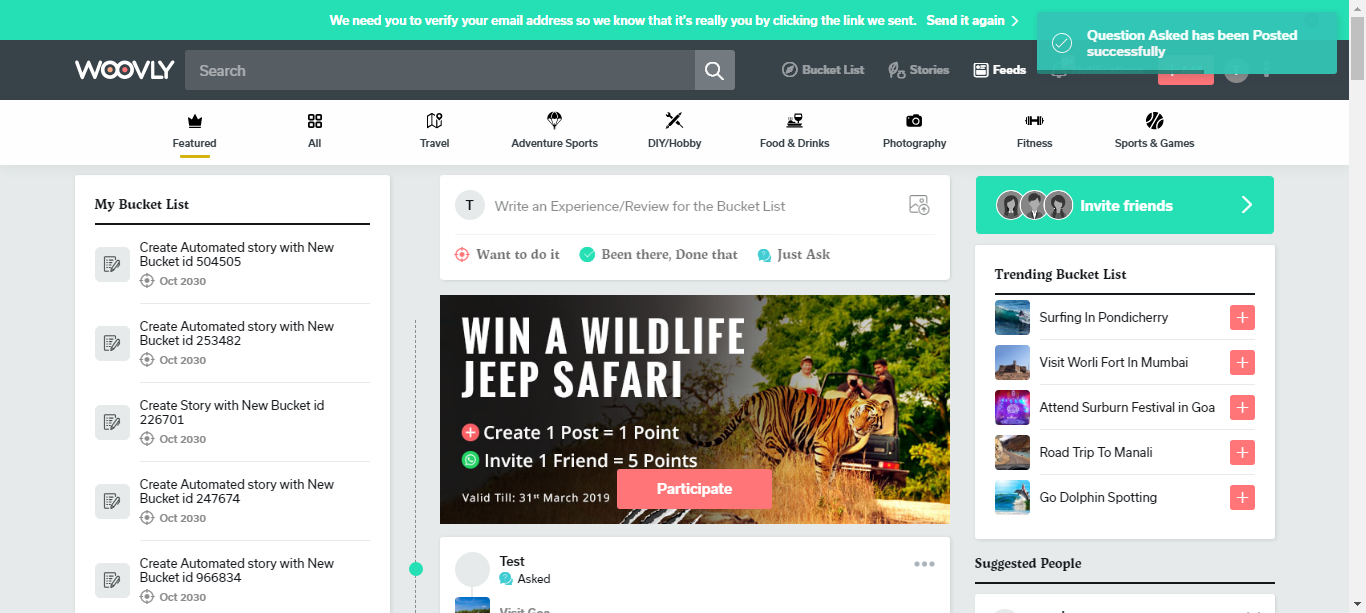 We need you to verify your email address so we know that it's really you by clicking the link we sent. Send it again
Question Asked has been Posted
successfully
WOOVLY
Search
Bucket List
Stories
Feeds
Featured
All
Travel
Adventure Sports
DIY/Hobby
Food & Drinks
Photography
Fitness
Sports & Games
My Bucket List
Create Automated story with New
Bucket id 504505
Oct 2030
Create Automated story with New
Bucket id 253482
Oct 2030
Create Story with New Bucket id
226701
Oct 2030
Create Automated story with New
Bucket id 247674
Oct 2030
Create Automated story with New
Bucket id 966834
Oct 2030
T
Write an Experience/Review for the Bucket List
Want to do it
Been there, Done that
Just Ask
WIN A WILDLIFE
JEEP SAFARI
Create 1 Post = 1 Point
Invite 1 Friend = 5 Points
Valid Till: 31st March 2019
Participate
Test
Asked
Visit Goa
Invite friends
Trending Bucket List
Surfing In Pondicherry
Visit Worli Fort In Mumbai
Attend Surburn Festival in Goa
Road Trip To Manali
Go Dolphin Spotting
Suggested People